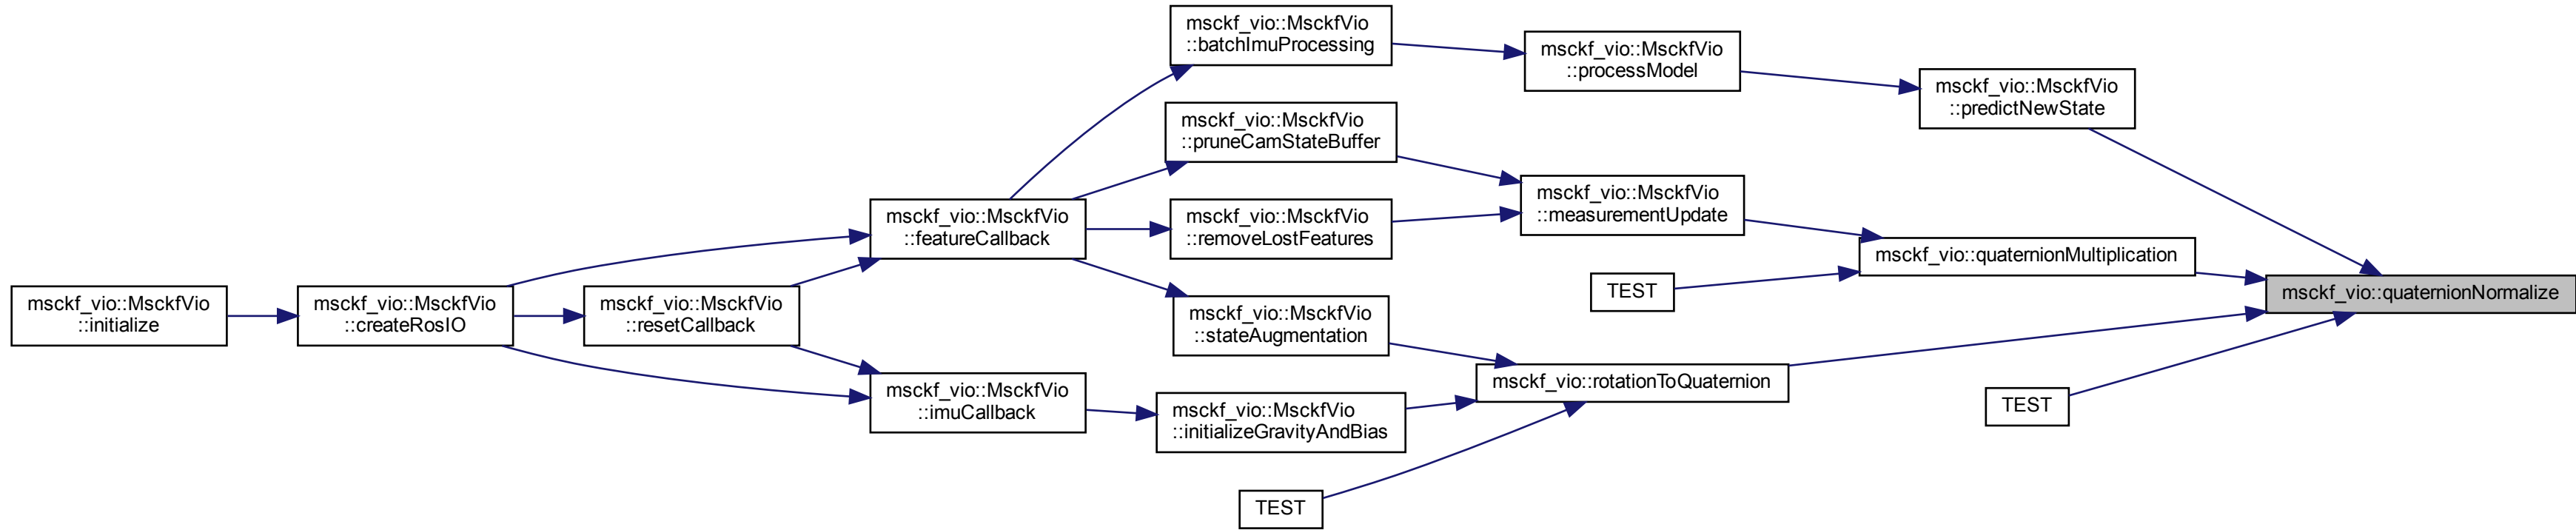 msckf_vio::MsckfVio
::initialize
msckf_vio::MsckfVio
::createRosIO
msckf_vio::MsckfVio
::resetCallback
msckf_vio::MsckfVio
::featureCallback
msckf_vio::MsckfVio
::imuCallback
msckf_vio::MsckfVio
::batchImuProcessing
msckf_vio::MsckfVio
::pruneCamStateBuffer
msckf_vio::MsckfVio
::removeLostFeatures
msckf_vio::MsckfVio
::stateAugmentation
msckf_vio::MsckfVio
::initializeGravityAndBias
TEST
msckf_vio::MsckfVio
::processModel
msckf_vio::MsckfVio
::measurementUpdate
TEST
msckf_vio::rotationToQuaternion
msckf_vio::MsckfVio
::predictNewState
msckf_vio::quaternionMultiplication
TEST
msckf_vio::quaternionNormalize